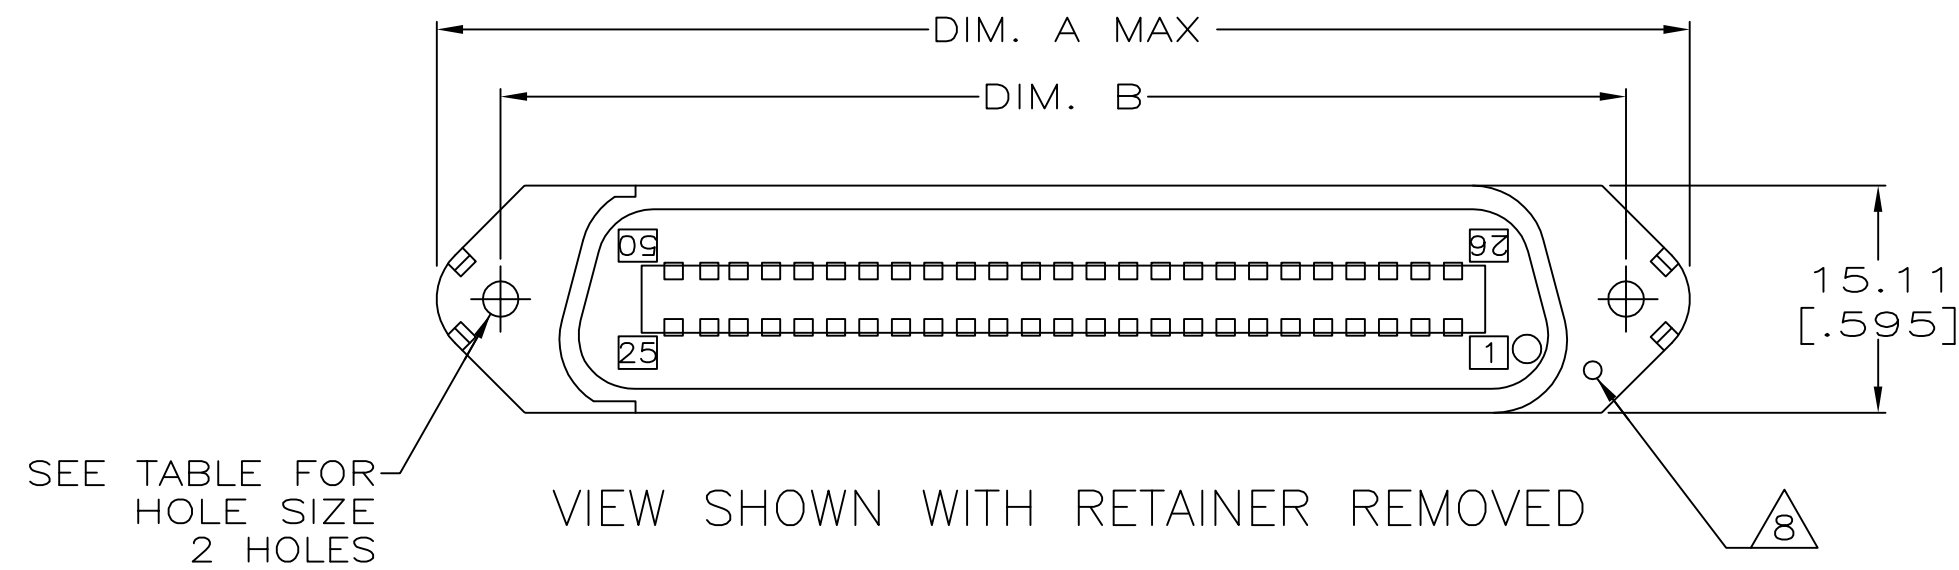 DIM. A MAX
DIM. B
50
26
25
1
15.11
[.595]
SEE TABLE FOR
HOLE SIZE
2 HOLES
VIEW SHOWN WITH RETAINER REMOVED
8